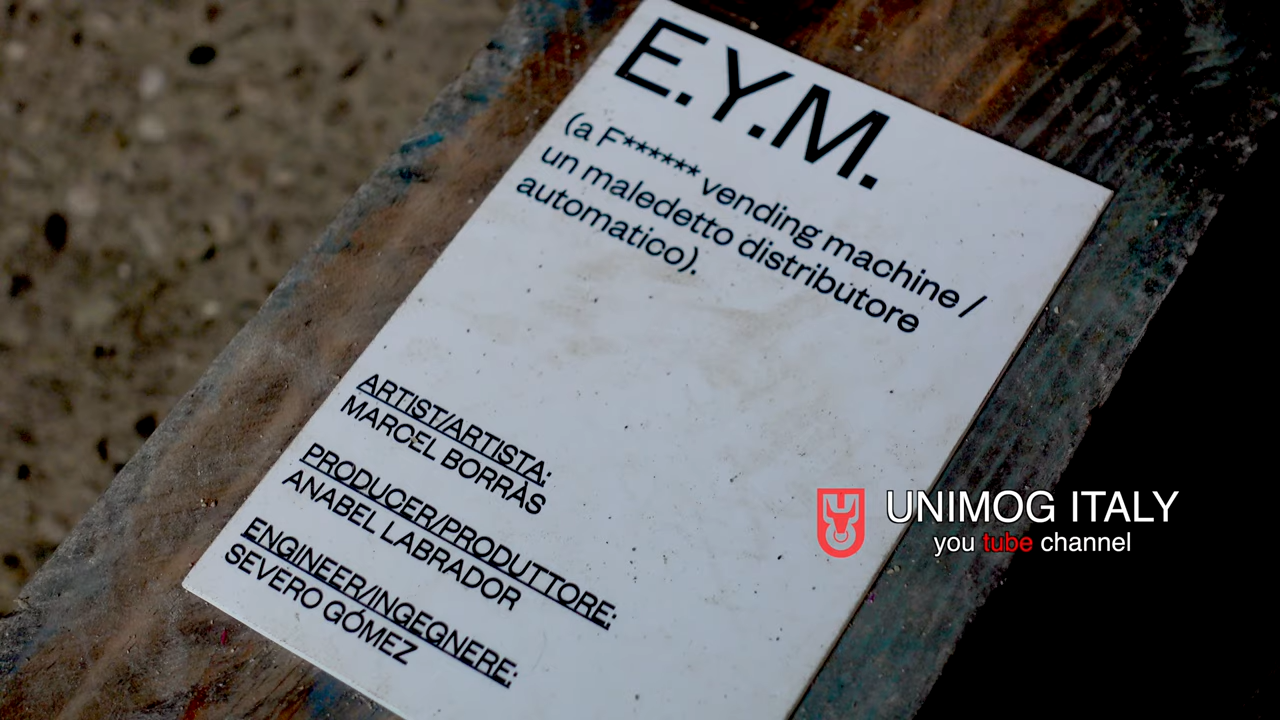 E.Y.M.
(a F****** vending machine /
un maledetto distributore
automatico).
ARTIST/ARTISTA:
MARCEL BORRÀS
PRODUCER/PRODUTTORE:
ANABEL LABRADOR
ENGINEER/INGEGNERE:
SEVERO GÓMEZ
UNIMOG ITALY
you tube channel